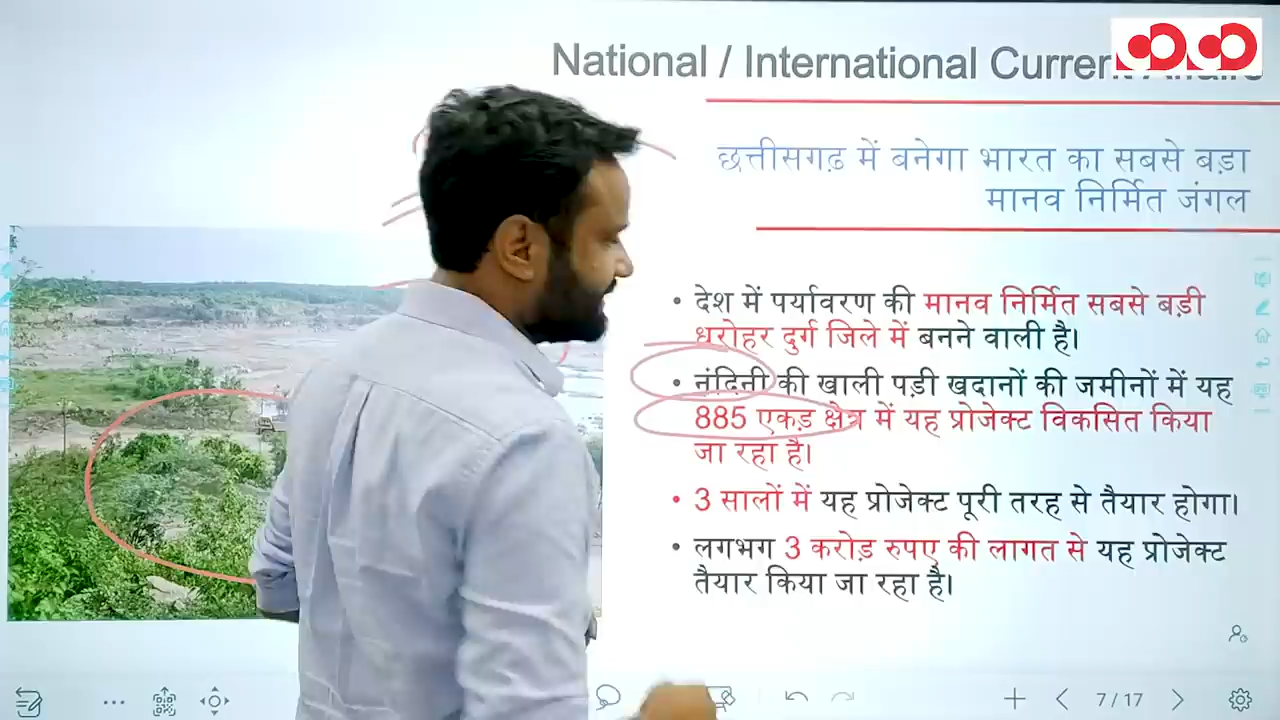 National / International Current Affairs
छत्तीसगढ़ में बनेगा भारत का सबसे बड़ा
मानव निर्मित जंगल
• देश में पर्यावरण की मानव निर्मित सबसे बड़ी
धरोहर दुर्ग जिले में बनने वाली है।
• नंदिनी की खाली पड़ी खदानों की जमीनों में यह
885 एकड़ क्षेत्र में यह प्रोजेक्ट विकसित किया
जा रहा है।
• 3 सालों में यह प्रोजेक्ट पूरी तरह से तैयार होगा।
• लगभग 3 करोड़ रुपए की लागत से यह प्रोजेक्ट
तैयार किया जा रहा है।
7 / 17